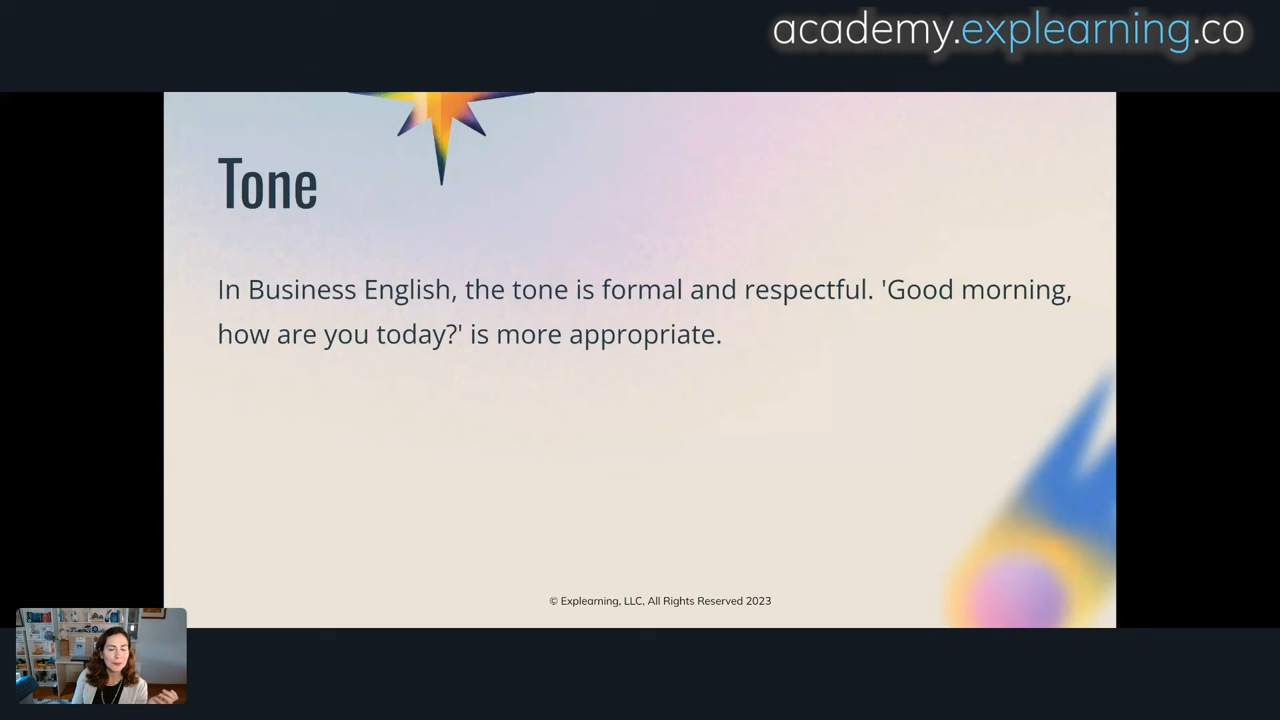 academy.explearning.co
Tone
In Business English, the tone is formal and respectful. 'Good morning,
how are you today?' is more appropriate.
© Explearning, LLC, All Rights Reserved 2023